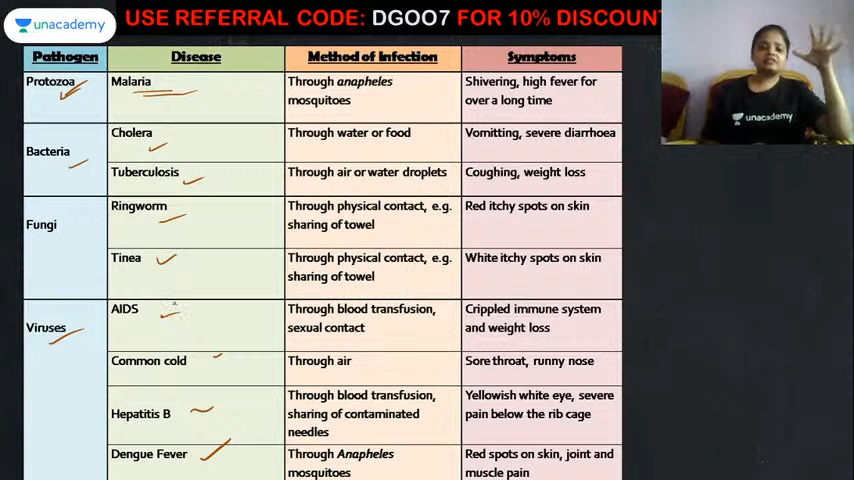 USE REFERRAL CODE: DGOO7 FOR 10% DISCOUNT
unacademy
unacademy
Pathogen Disease Method of Infection Symptoms
Protozoa Malaria Through anapheles Shivering, high fever for
mosquitoes over a long time
Cholera Through water or food Vomitting, severe diarrhoea
Bacteria
Tuberculosis Through air or water droplets Coughing, weight loss
Ringworm Through physical contact, e.g. Red itchy spots on skin
sharing of towel
Fungi
Tinea Through physical contact, e.g. White itchy spots on skin
sharing of towel
AIDS Through blood transfusion, Crippled immune system
Viruses sexual contact and weight loss
Common cold Through air Sore throat, runny nose
Through blood transfusion, Yellowish white eye, severe
Hepatitis B sharing of contaminated pain below the rib cage
needles
Dengue Fever Through Anapheles Red spots on skin, joint and
mosquitoes muscle pain